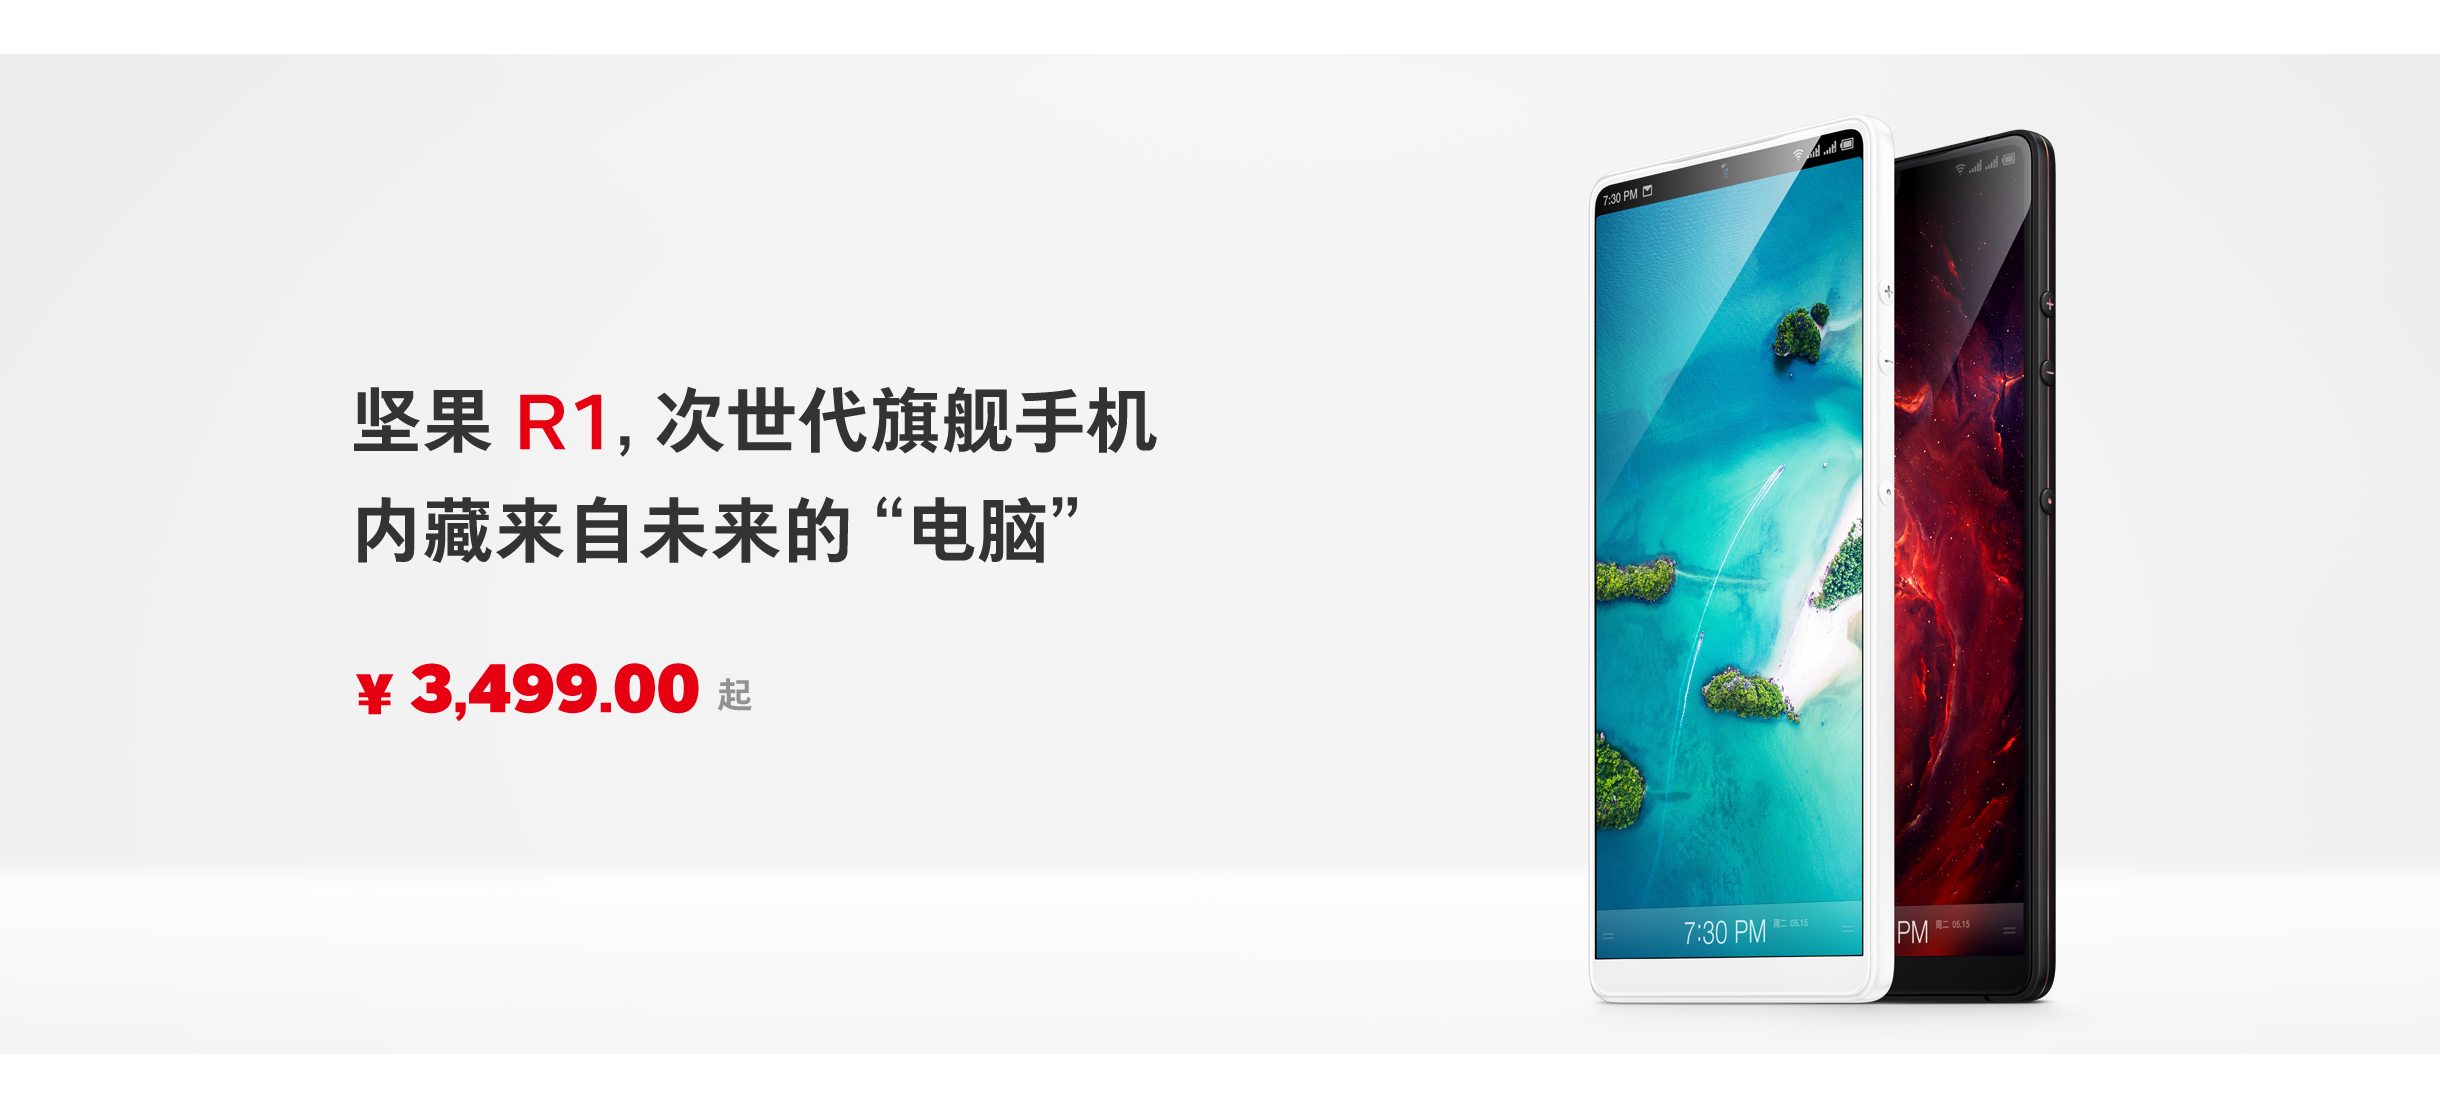 坚果 R1, 次世代旗舰手机
内藏来自未来的 “电脑”
¥ 3,499.00 起
7:30 PM
7:30 PM 周二 05.15
PM 周二 05.15